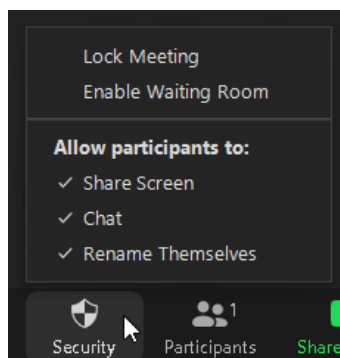 Lock Meeting
Enable Waiting Room
Allow participants to:
Share Screen
Chat
Rename Themselves
1
Security Participants Share